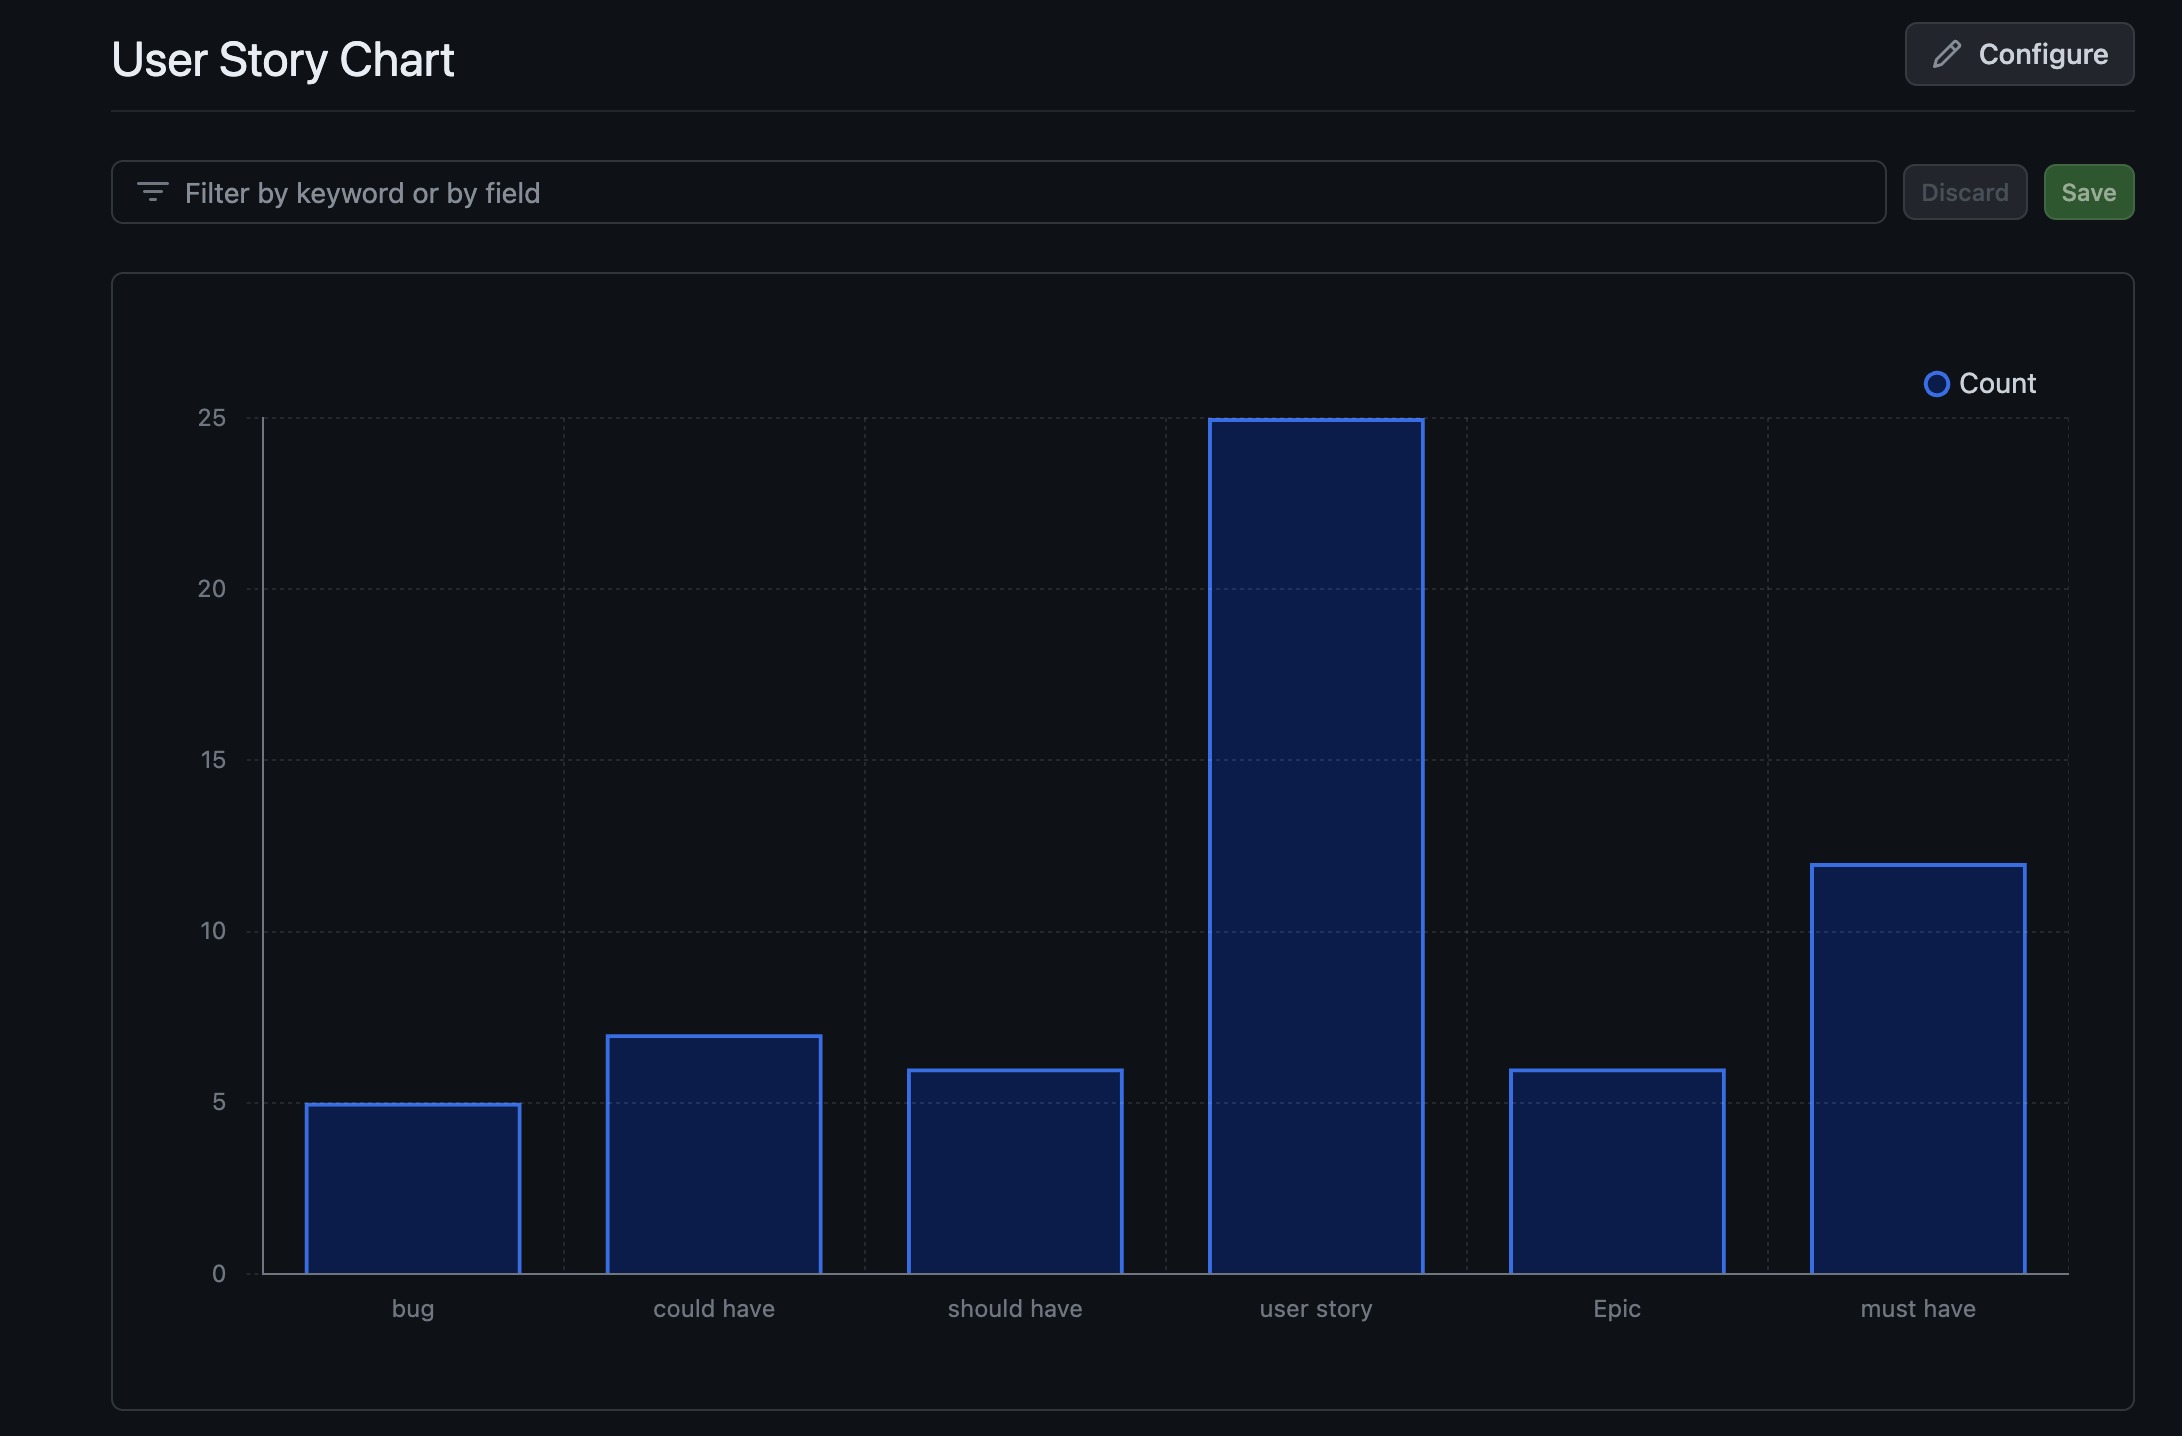 User Story Chart
Configure
Filter by keyword or by field
Discard
Save
Count
25
20
15
10
5
0
bug
could have
should have
user story
Epic
must have